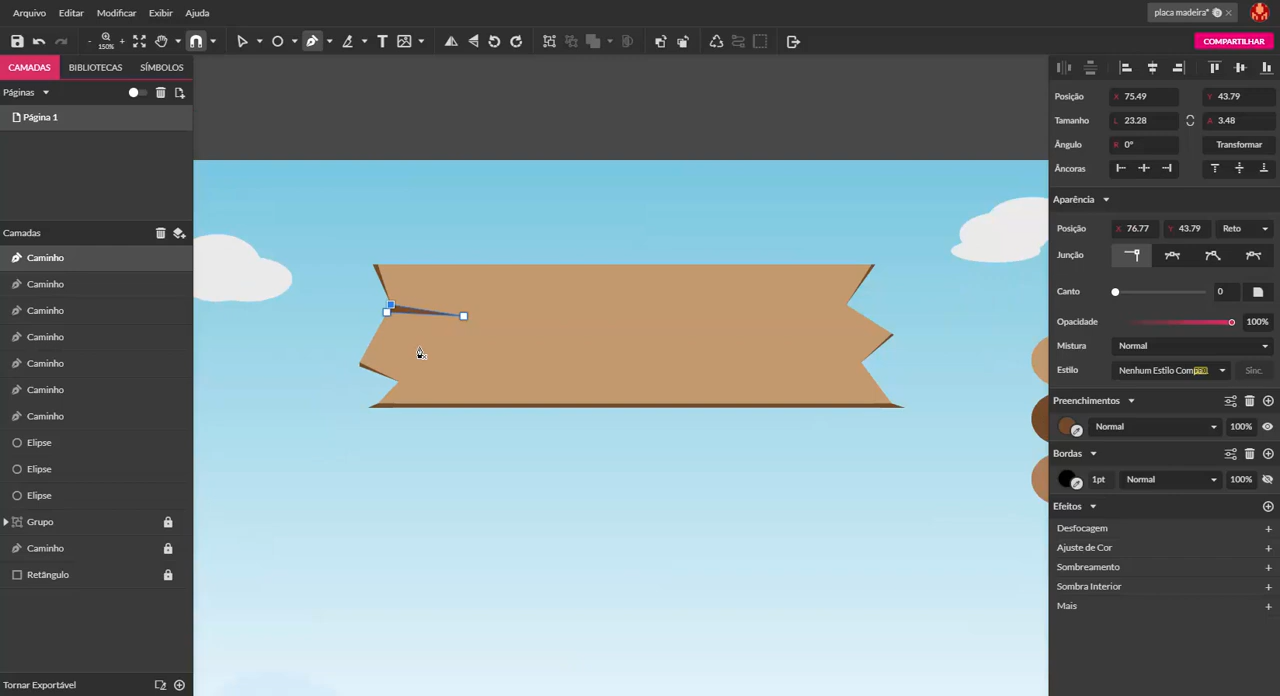 Arquivo Editar Modificar Exibir Ajuda placa madeira*
- 150% + COMPARTILHAR
CAMADAS BIBLIOTECAS SÍMBOLOS
Páginas
Página 1
Camadas
Caminho
Caminho
Caminho
Caminho
Caminho
Caminho
Caminho
Elipse
Elipse
Elipse
Grupo
Caminho
Retângulo
Tornar Exportável
Posição X 75.49 Y 43.79
Tamanho L 23.28 A 3.48
Ângulo R 0° Transformar
Âncoras
Aparência
Posição X 76.77 Y 43.79 Reto
Junção
Canto 0
Opacidade 100%
Mistura Normal
Estilo Nenhum Estilo Sinc.
Preenchimentos
Normal 100%
Bordas
1pt Normal 100%
Efeitos
Desfocagem +
Ajuste de Cor +
Sombreamento +
Sombra Interior +
Mais +